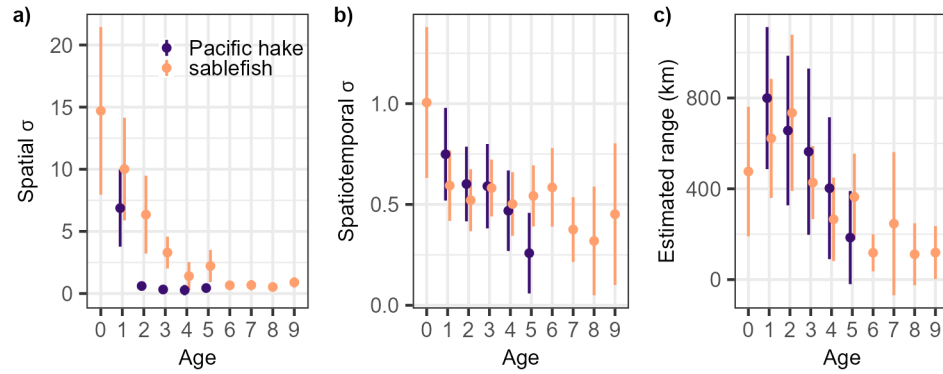 a)
Spatial σ
20
15
10
5
0
Pacific hake
sablefish
0 1 2 3 4 5 6 7 8 9
Age
b)
Spatiotemporal σ
1.0
0.5
0.0
0 1 2 3 4 5 6 7 8 9
Age
c)
Estimated range (km)
800
400
0
0 1 2 3 4 5 6 7 8 9
Age